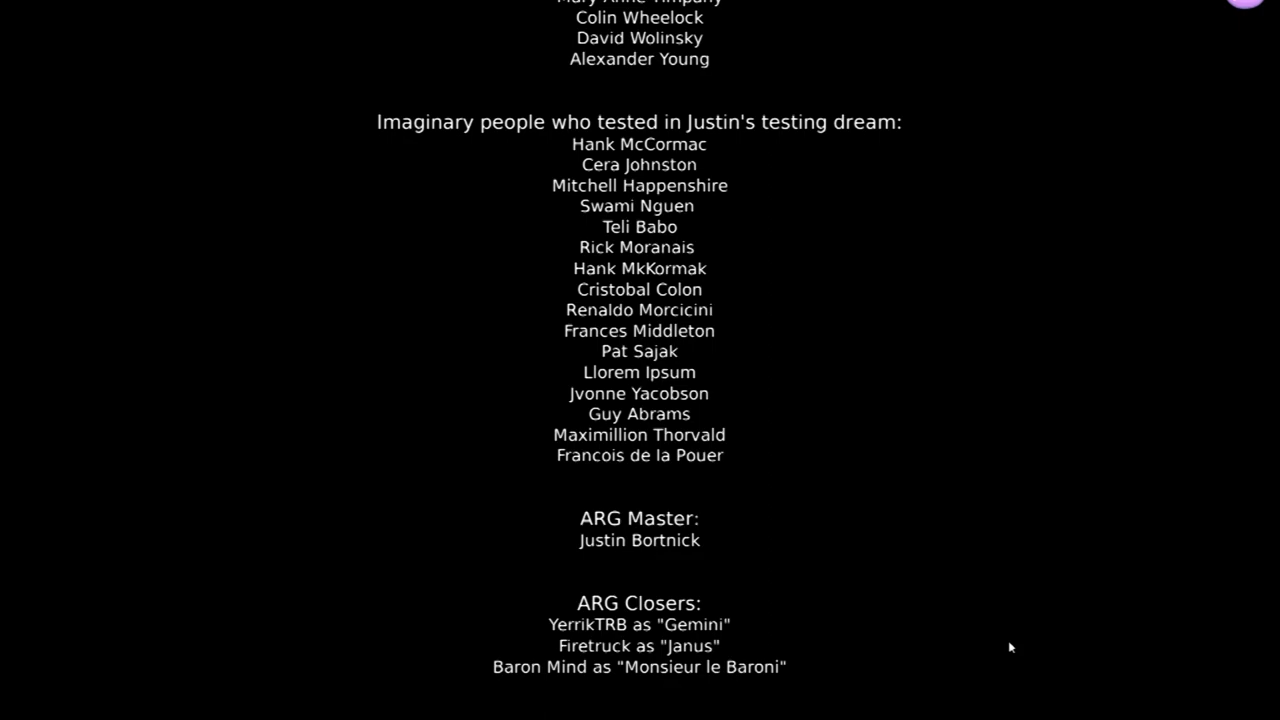 Mary Anne Timpany
Colin Wheelock
David Wolinsky
Alexander Young
Imaginary people who tested in Justin's testing dream:
Hank McCormac
Cera Johnston
Mitchell Happenshire
Swami Nguen
Teli Babo
Rick Moranais
Hank MkKormak
Cristobal Colon
Renaldo Morcicini
Frances Middleton
Pat Sajak
Llorem Ipsum
Jvonne Yacobson
Guy Abrams
Maximillion Thorvald
Francois de la Pouer
ARG Master:
Justin Bortnick
ARG Closers:
YerrikTRB as "Gemini"
Firetruck as "Janus"
Baron Mind as "Monsieur le Baroni"